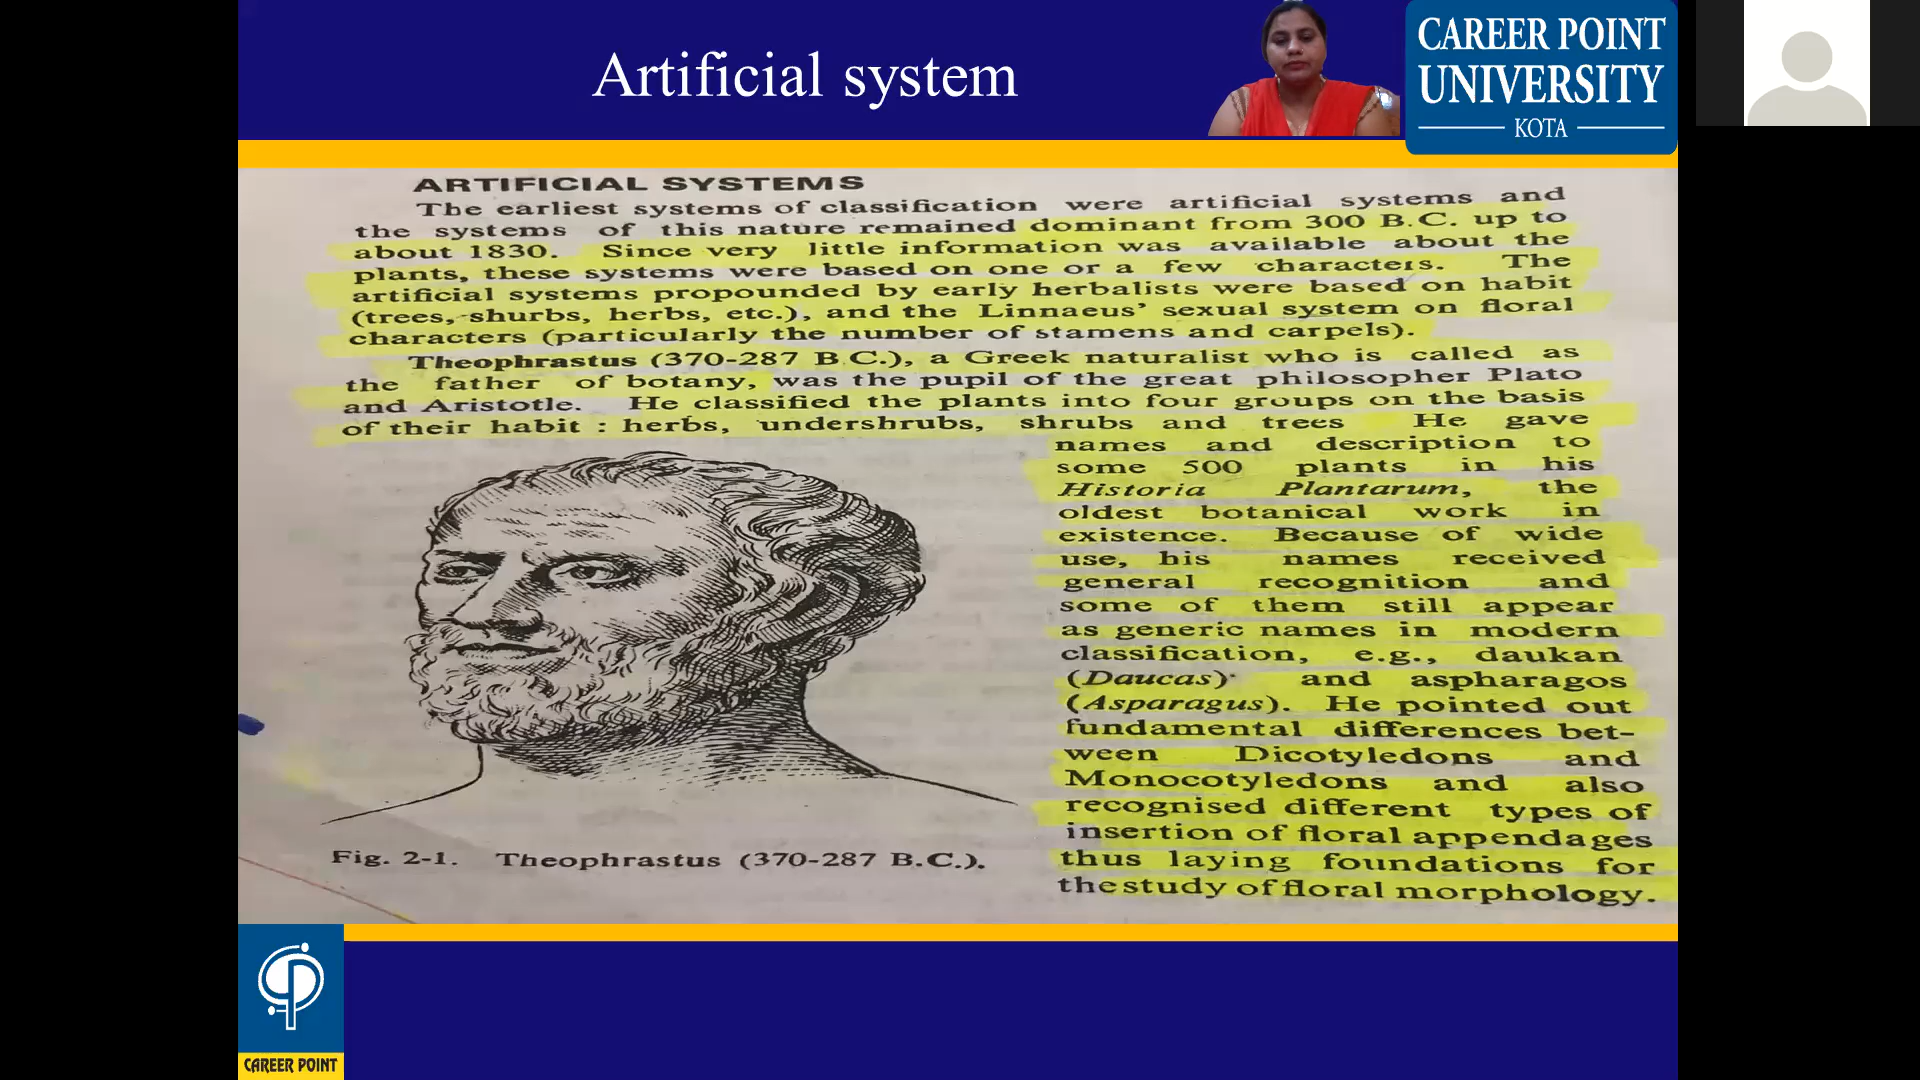 Artificial system
CAREER POINT
UNIVERSITY
KOTA
ARTIFICIAL SYSTEMS
The earliest systems of classification were artificial systems and
the systems of this nature remained dominant from 300 B.C. up to
about 1830. Since very little information was available about the
plants, these systems were based on one or a few characters. The
artificial systems propounded by early herbalists were based on habit
(trees, shurbs, herbs, etc.), and the Linnaeus' sexual system on floral
characters (particularly the number of stamens and carpels).
Theophrastus (370-287 B.C.), a Greek naturalist who is called as
the father of botany, was the pupil of the great philosopher Plato
and Aristotle. He classified the plants into four groups on the basis
of their habit : herbs, undershrubs, shrubs and trees He gave
names and description to
some 500 plants in his
Historia Plantarum, the
oldest botanical work in
existence. Because of wide
use, his names received
general recognition and
some of them still appear
as generic names in modern
classification, e.g., daukan
(Daucas) and aspharagos
(Asparagus). He pointed out
fundamental differences bet-
ween Dicotyledons and
Monocotyledons and also
recognised different types of
insertion of floral appendages
thus laying foundations for
the study of floral morphology.
Fig. 2-1. Theophrastus (370-287 B.C.).
CAREER POINT